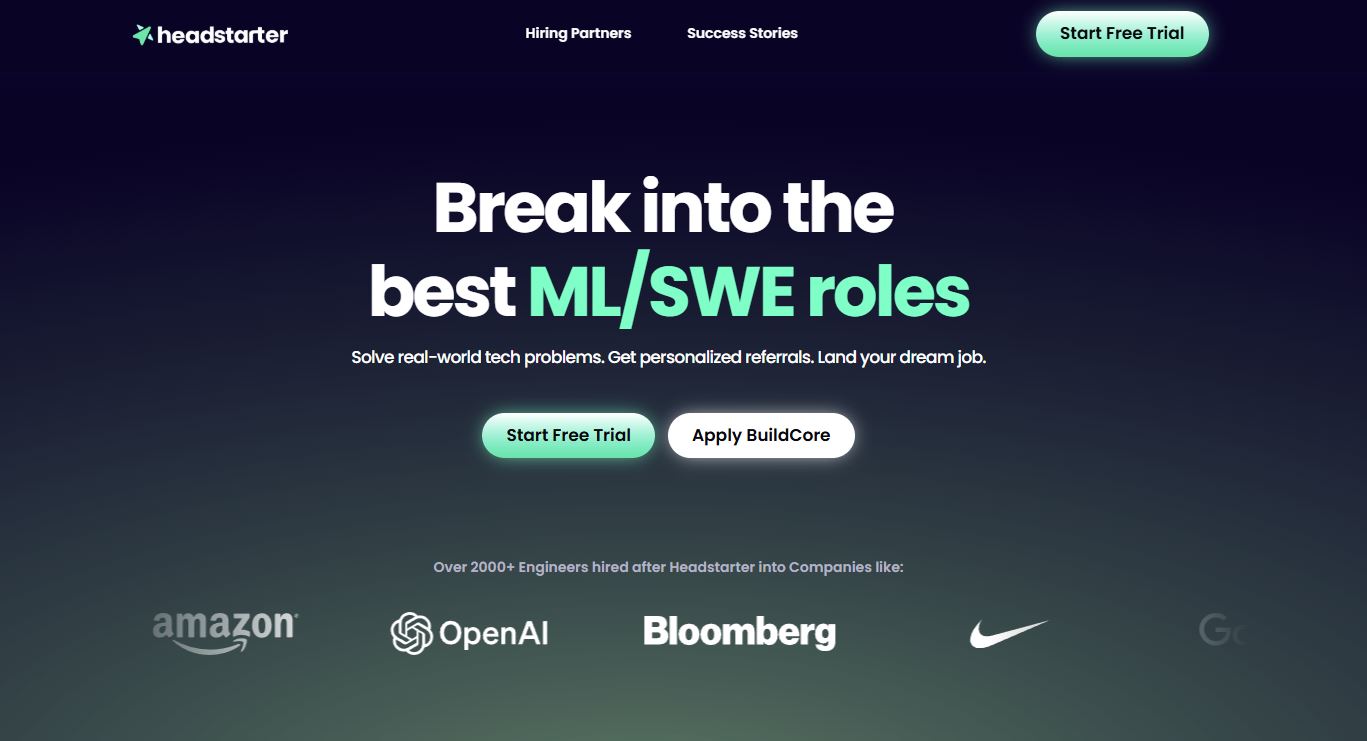 headstarter
Hiring Partners
Success Stories
Start Free Trial
Break into the
best ML/SWE roles
Solve real-world tech problems. Get personalized referrals. Land your dream job.
Start Free Trial
Apply BuildCore
Over 2000+ Engineers hired after Headstarter into Companies like:
amazon
OpenAI
Bloomberg
Go